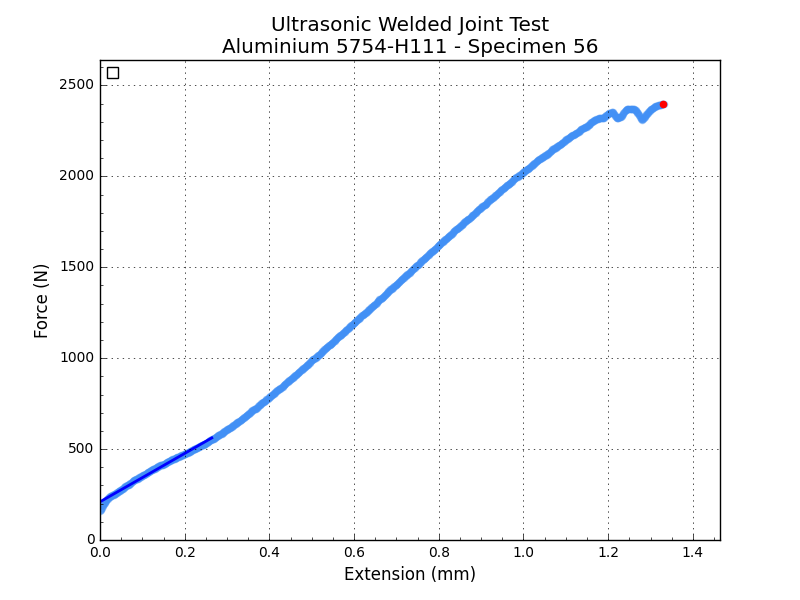 Ultrasonic Welded Joint Test
Aluminium 5754-H111 - Specimen 56
2500
2000
1500
1000
500
0
Force (N)
0.0 0.2 0.4 0.6 0.8 1.0 1.2 1.4
Extension (mm)